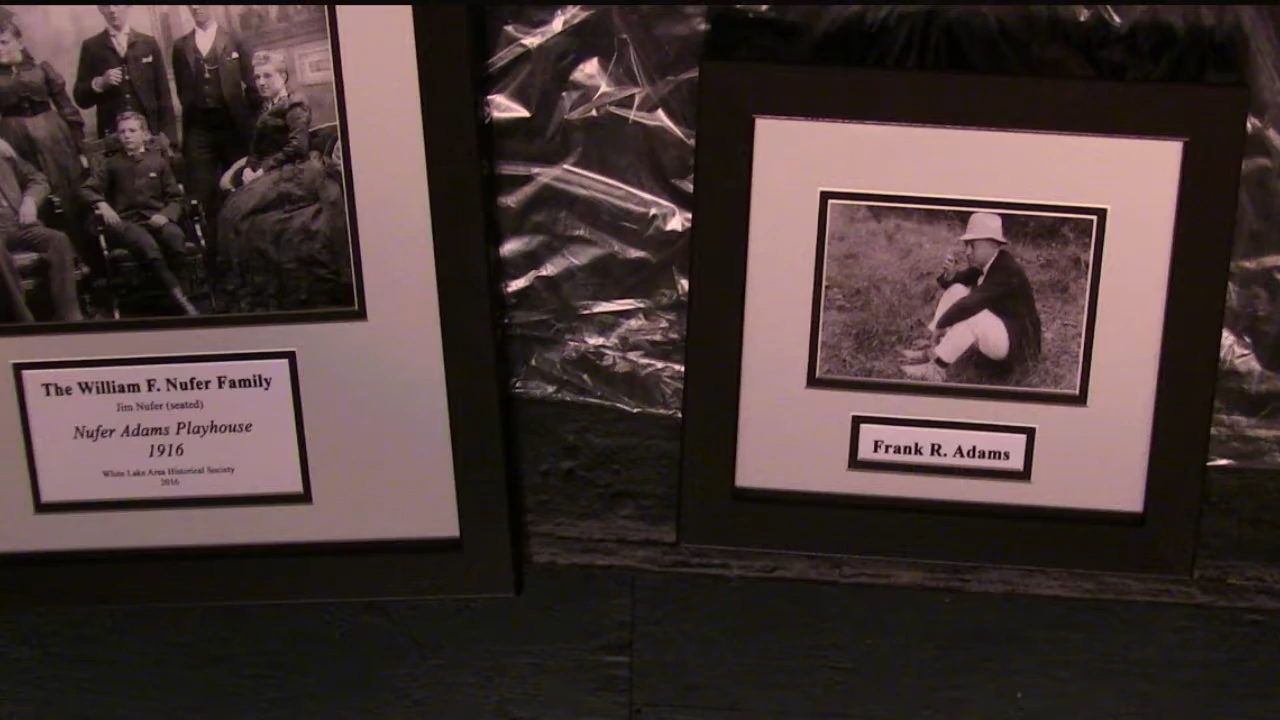 The William F. Nufer Family
Jim Nufer (seated)
Nufer Adams Playhouse
1916
White Lake Area Historical Society
2016
Frank R. Adams